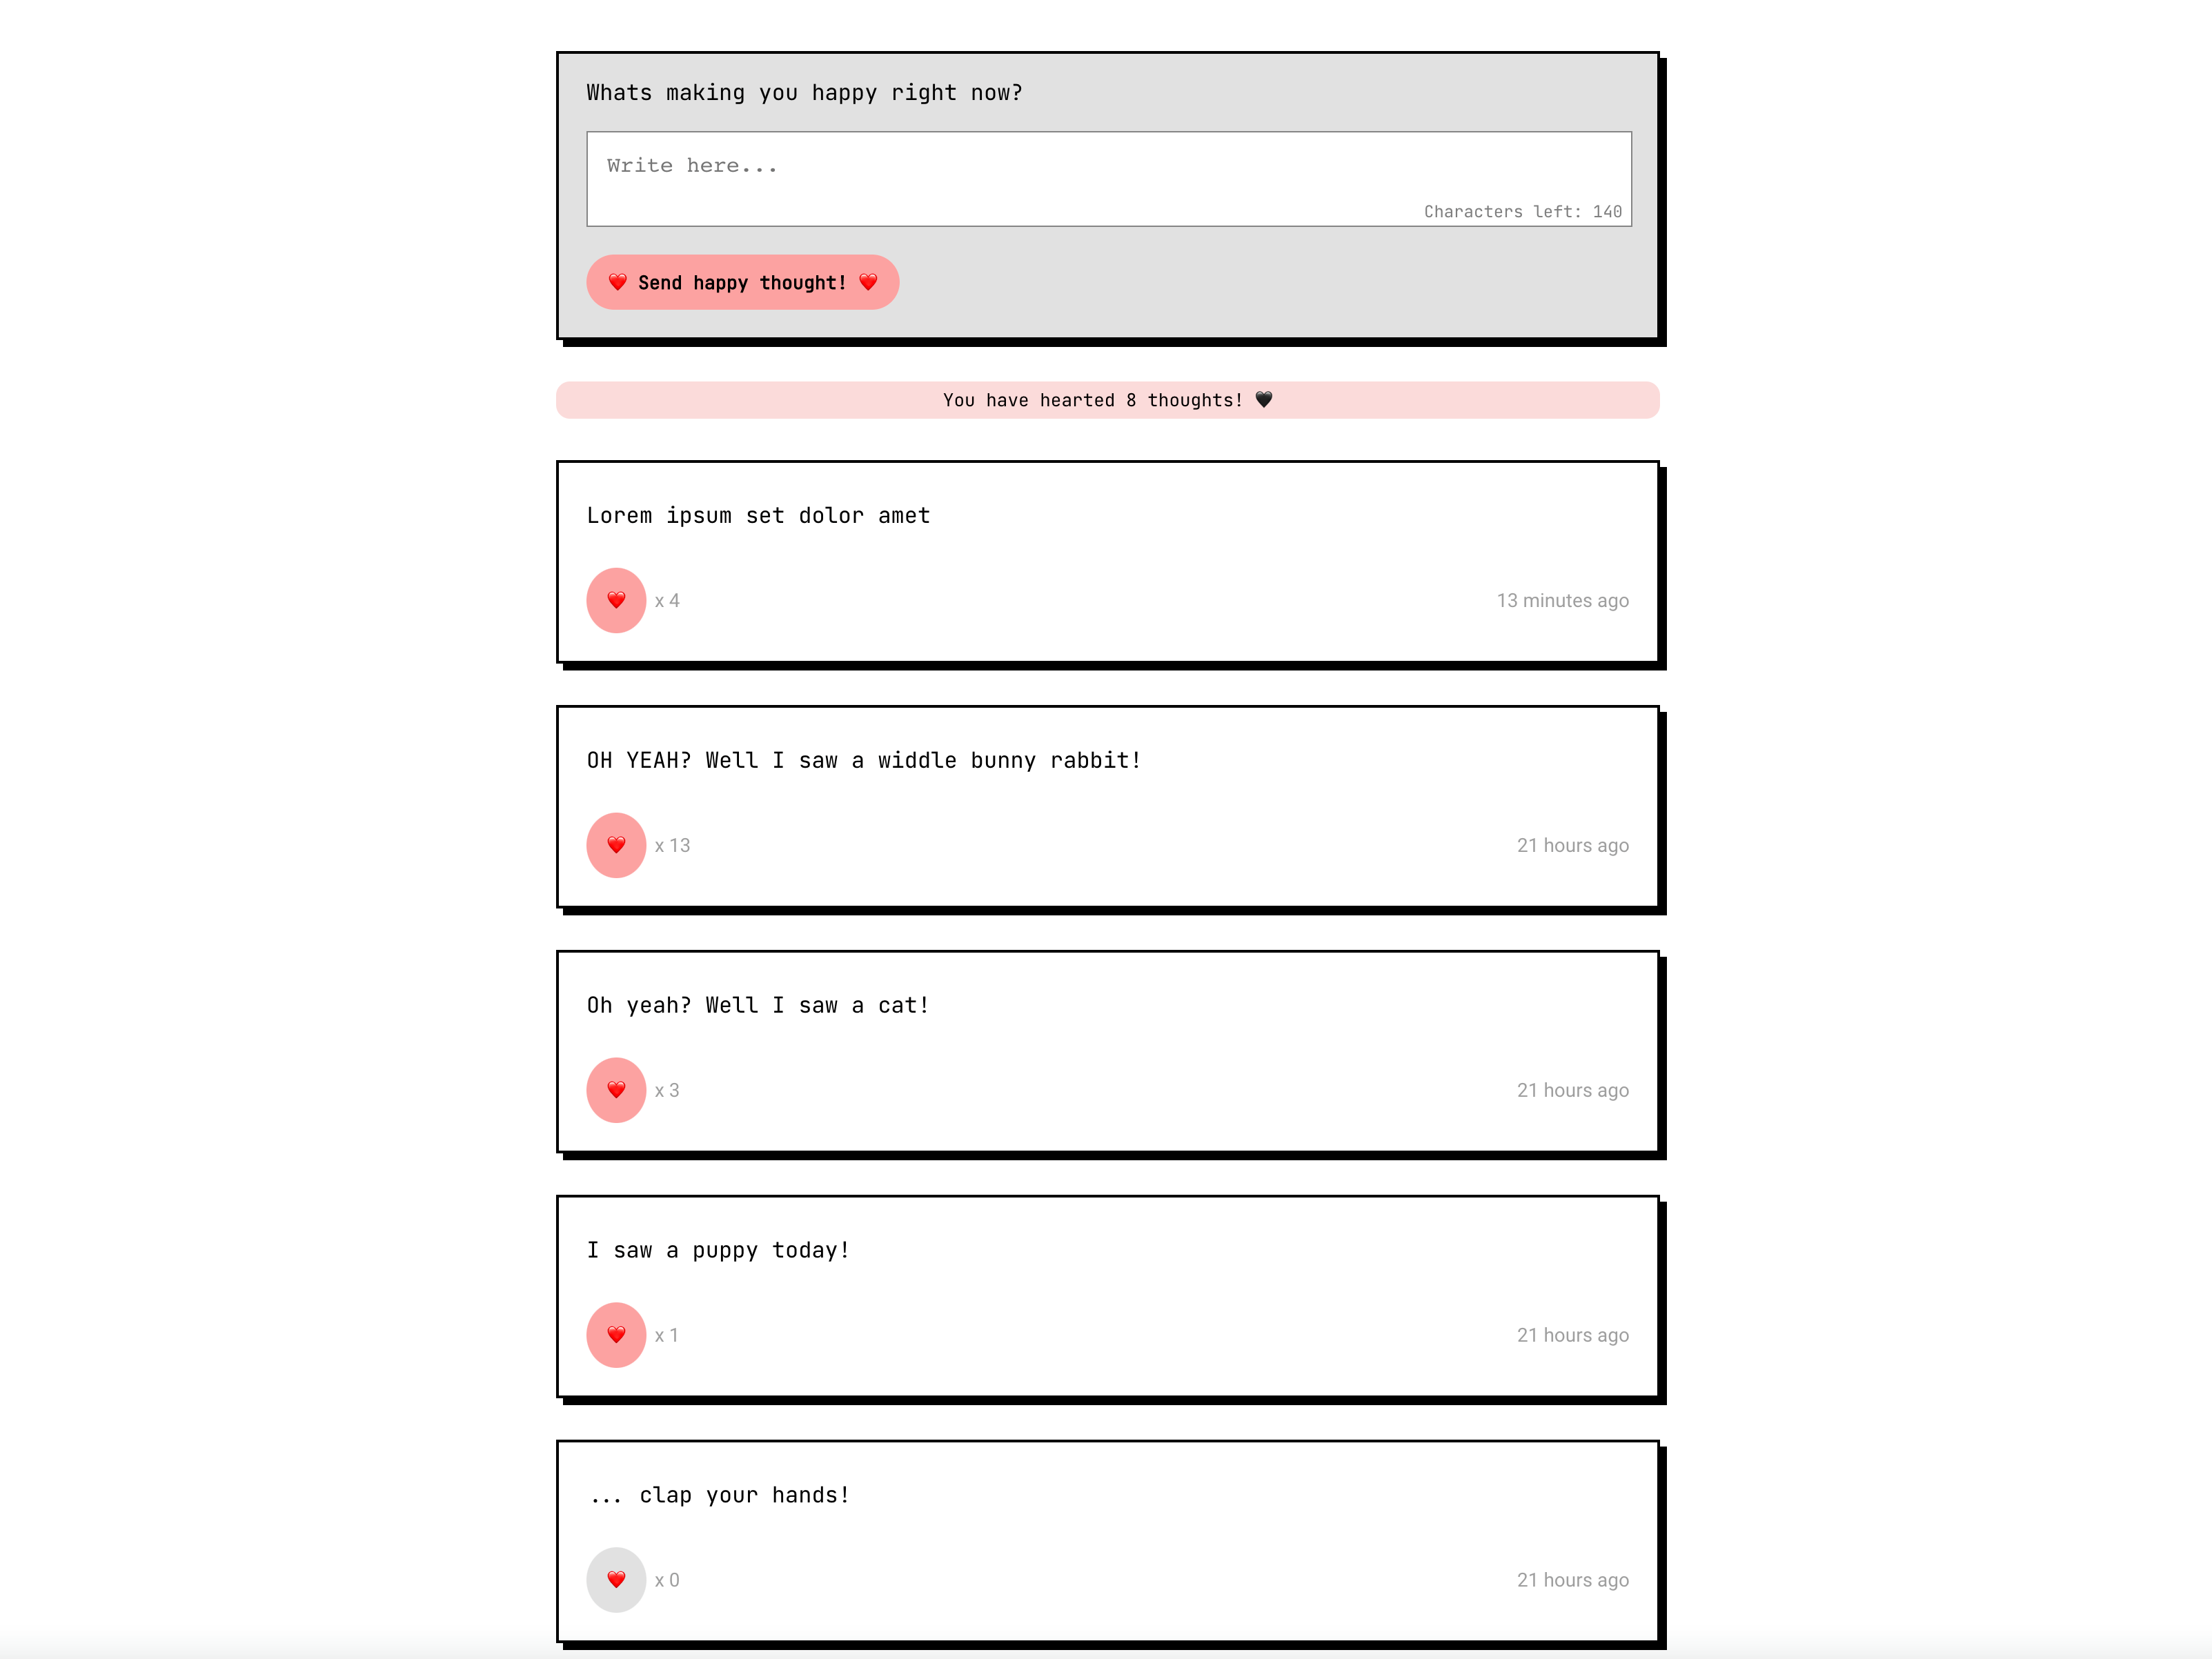 Whats making you happy right now?
Write here...
Characters left: 140
❤️ Send happy thought! ❤️
You have hearted 8 thoughts! 🖤
Lorem ipsum set dolor amet
❤️ x 4 13 minutes ago
OH YEAH? Well I saw a widdle bunny rabbit!
❤️ x 13 21 hours ago
Oh yeah? Well I saw a cat!
❤️ x 3 21 hours ago
I saw a puppy today!
❤️ x 1 21 hours ago
... clap your hands!
❤️ x 0 21 hours ago